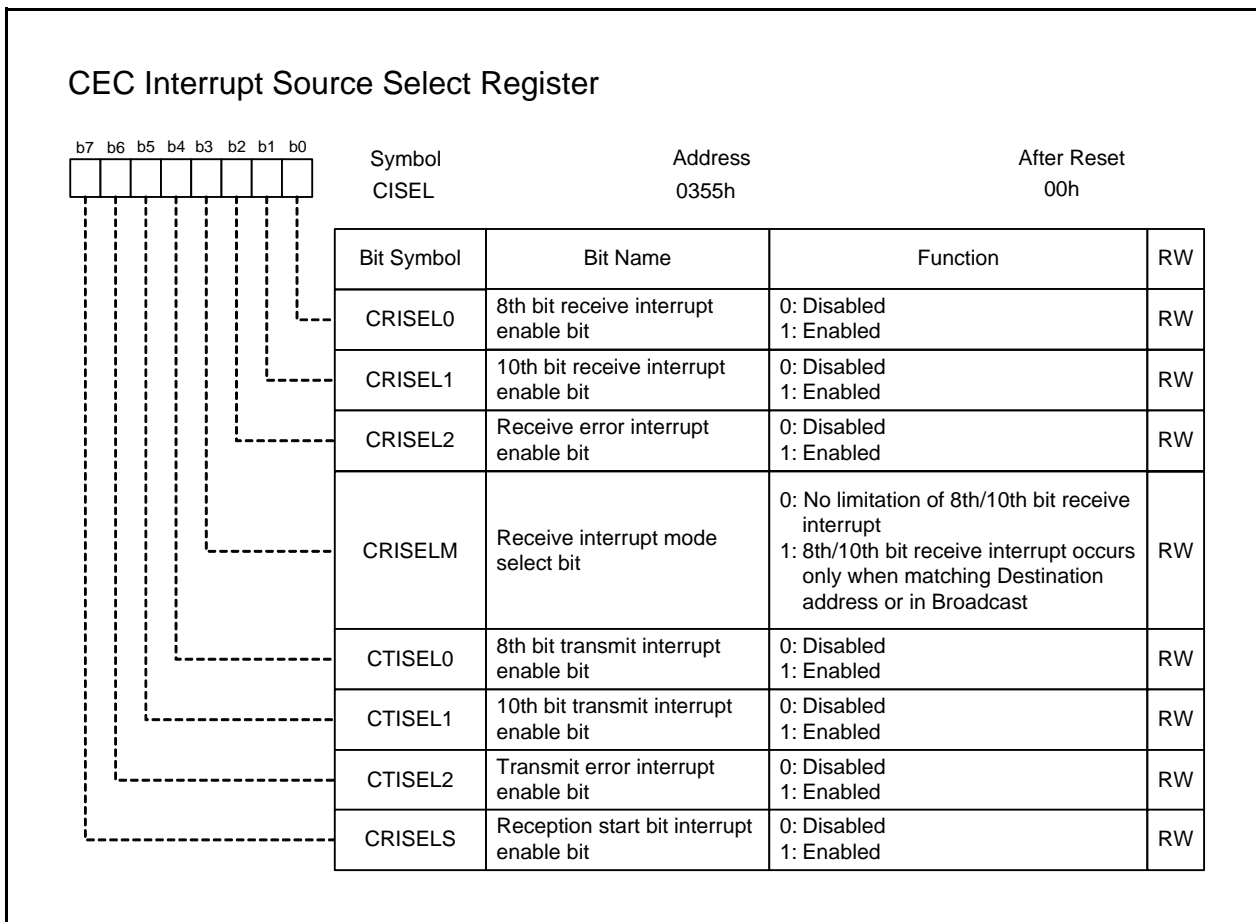 CEC Interrupt Source Select Register
b7 b6 b5 b4 b3 b2 b1 b0
Symbol Address After Reset
CISEL 0355h 00h
Bit Symbol Bit Name Function RW
CRISEL0 8th bit receive interrupt enable bit 0: Disabled 1: Enabled RW
CRISEL1 10th bit receive interrupt enable bit 0: Disabled 1: Enabled RW
CRISEL2 Receive error interrupt enable bit 0: Disabled 1: Enabled RW
CRISELM Receive interrupt mode select bit 0: No limitation of 8th/10th bit receive interrupt 1: 8th/10th bit receive interrupt occurs only when matching Destination address or in Broadcast RW
CTISEL0 8th bit transmit interrupt enable bit 0: Disabled 1: Enabled RW
CTISEL1 10th bit transmit interrupt enable bit 0: Disabled 1: Enabled RW
CTISEL2 Transmit error interrupt enable bit 0: Disabled 1: Enabled RW
CRISELS Reception start bit interrupt enable bit 0: Disabled 1: Enabled RW